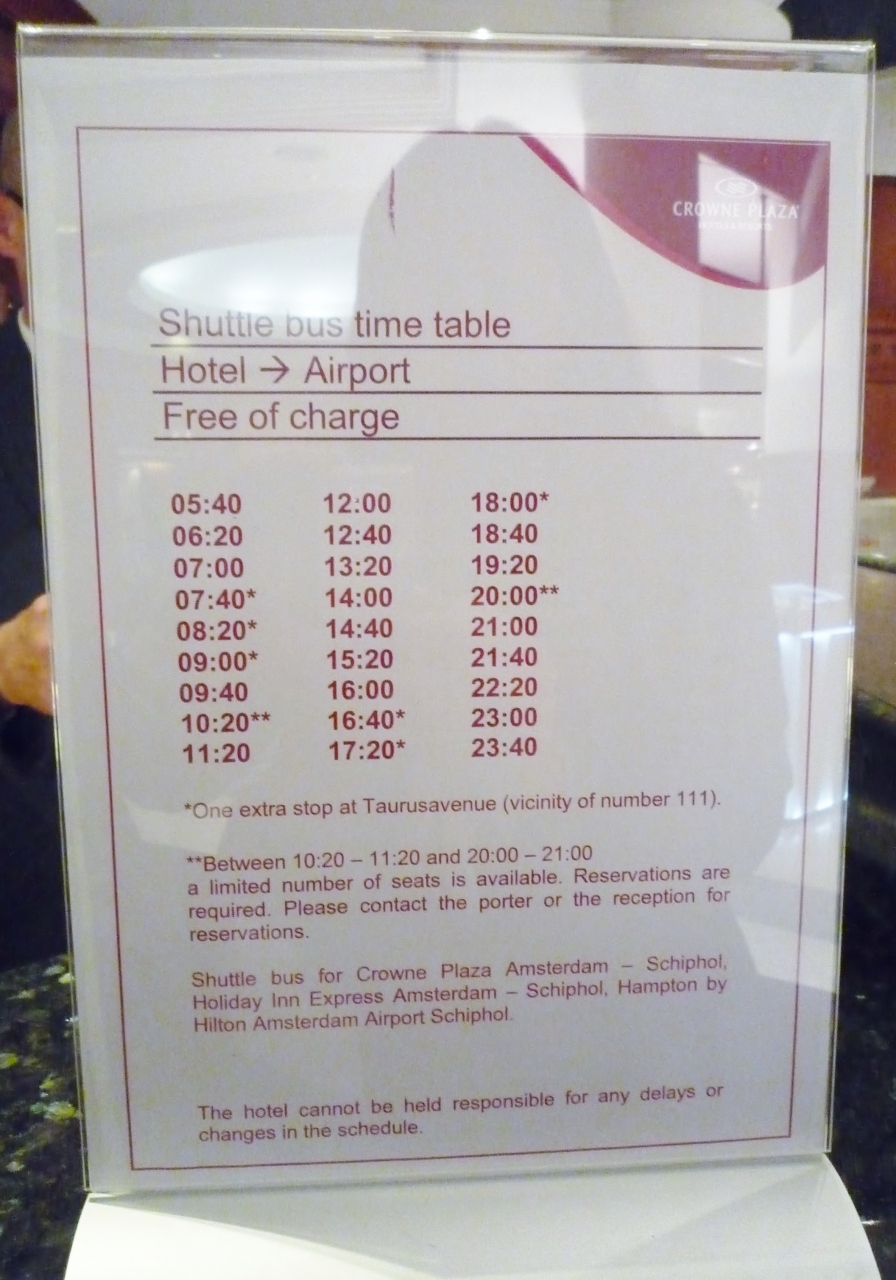 CROWNE PLAZA
Shuttle bus time table
Hotel → Airport
Free of charge
05:40 12:00 18:00*
06:20 12:40 18:40
07:00 13:20 19:20
07:40* 14:00 20:00**
08:20* 14:40 21:00
09:00* 15:20 21:40
09:40 16:00 22:20
10:20** 16:40* 23:00
11:20 17:20* 23:40
*One extra stop at Taurusavenue (vicinity of number 111).
**Between 10:20 – 11:20 and 20:00 – 21:00
a limited number of seats is available. Reservations are
required. Please contact the porter or the reception for
reservations.
Shuttle bus for Crowne Plaza Amsterdam – Schiphol,
Holiday Inn Express Amsterdam – Schiphol, Hampton by
Hilton Amsterdam Airport Schiphol.
The hotel cannot be held responsible for any delays or
changes in the schedule.